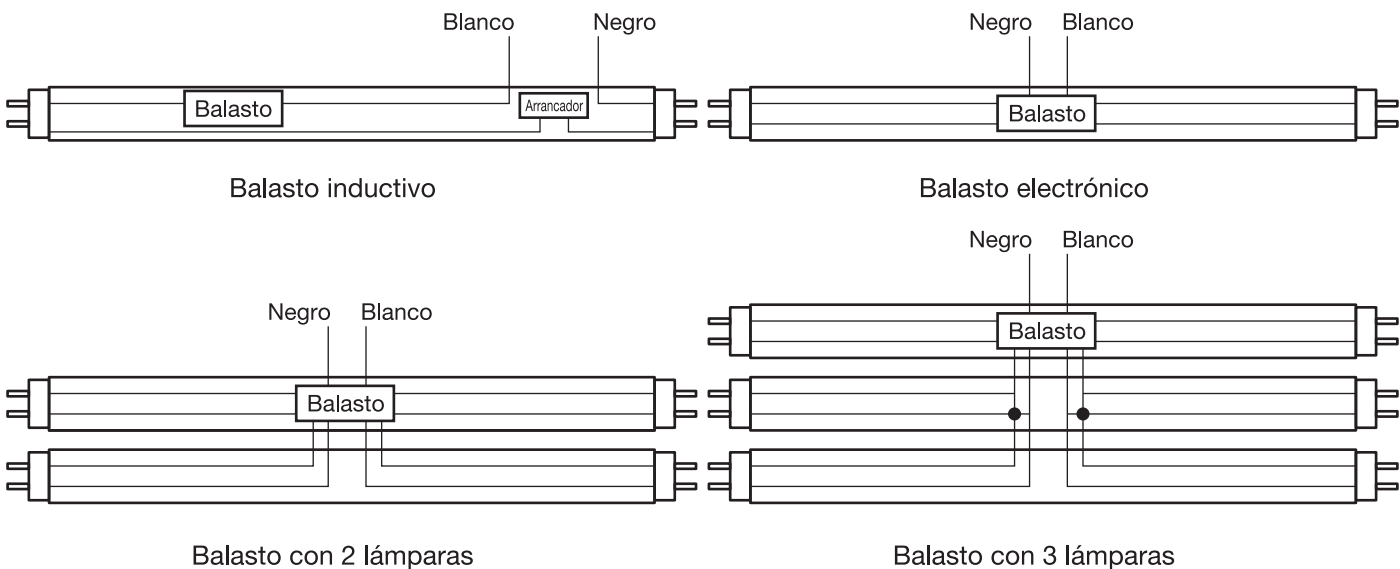 Blanco Negro
Balasto Arrancador
Balasto inductivo
Negro Blanco
Balasto
Balasto electrónico
Negro Blanco
Balasto
Balasto con 2 lámparas
Negro Blanco
Balasto
Balasto con 3 lámparas